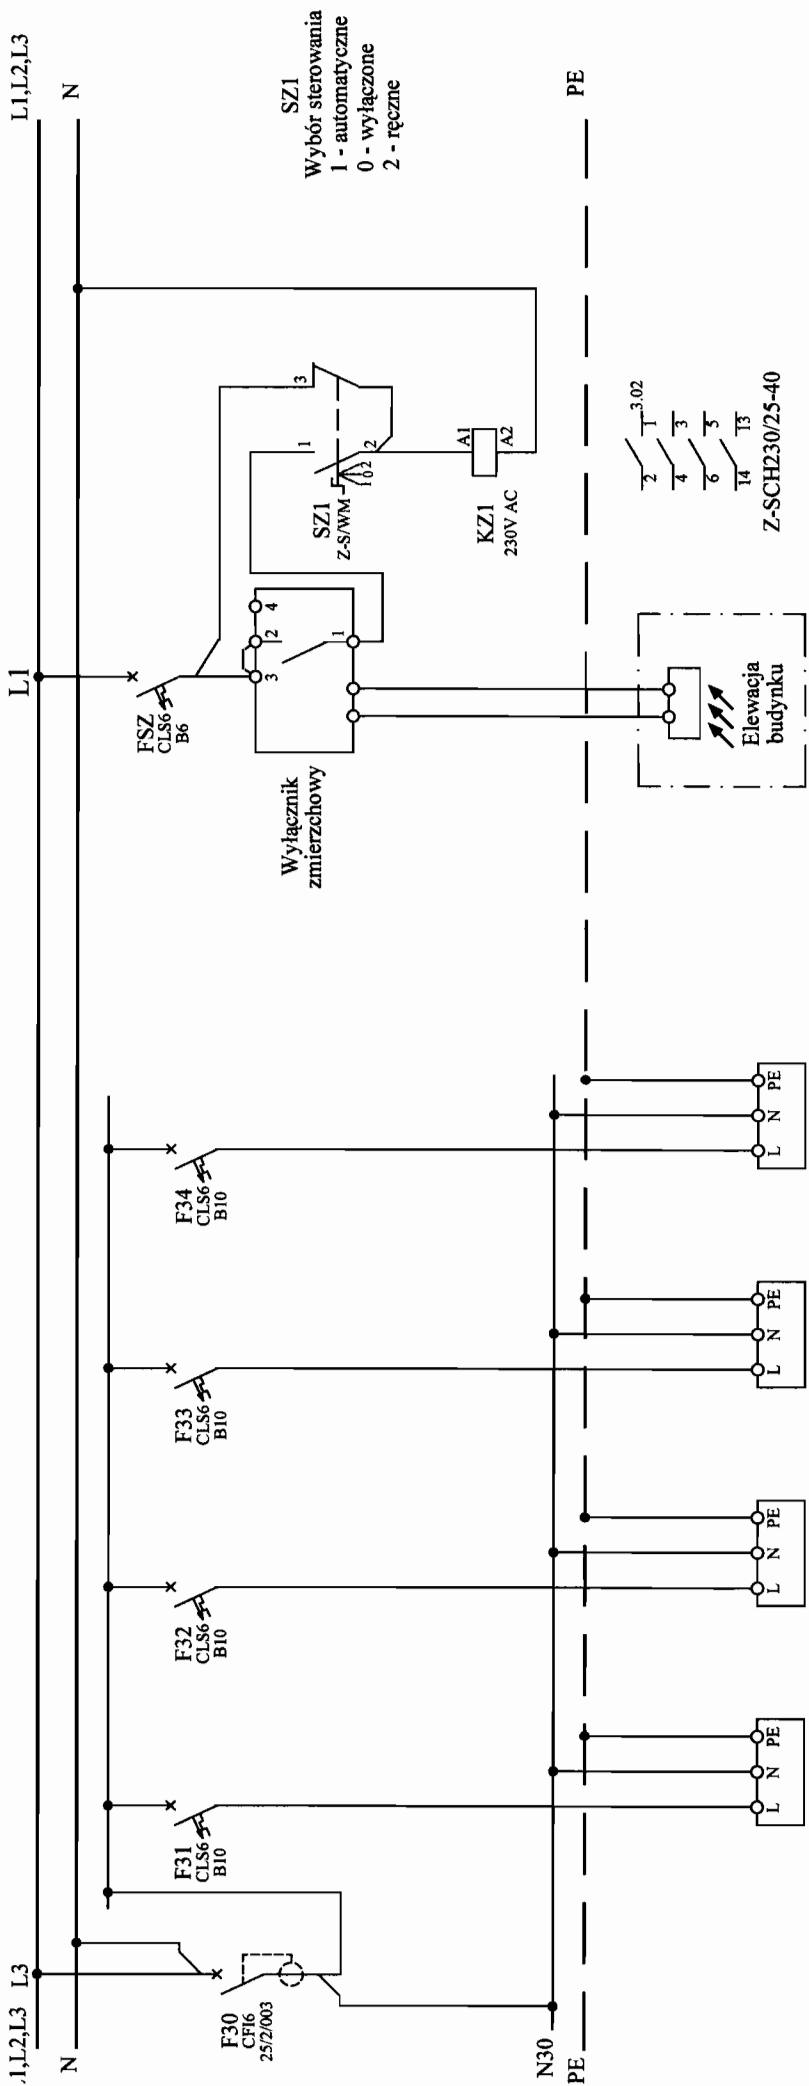 L1,L2,L3
N
PE
SZ1
Wybór sterowania
1 - automatyczne
0 - wyłączone
2 - ręczne
L1
FSZ
CLS6
B6
Wyłącznik
zmierzchowy
3
2
4
1
SZ1
Z-S/WM
1 0 2
1
2
3
KZ1
230V AC
A1
A2
Elewacja
budynku
3.02
2 1
4 3
6 5
14 13
Z-SCH230/25-40
F34
CLS6
B10
L N PE
F33
CLS6
B10
L N PE
F32
CLS6
B10
L N PE
F31
CLS6
B10
L N PE
L3
F30
CFI6
25/2/003
.1,L2,L3
N
N30
PE